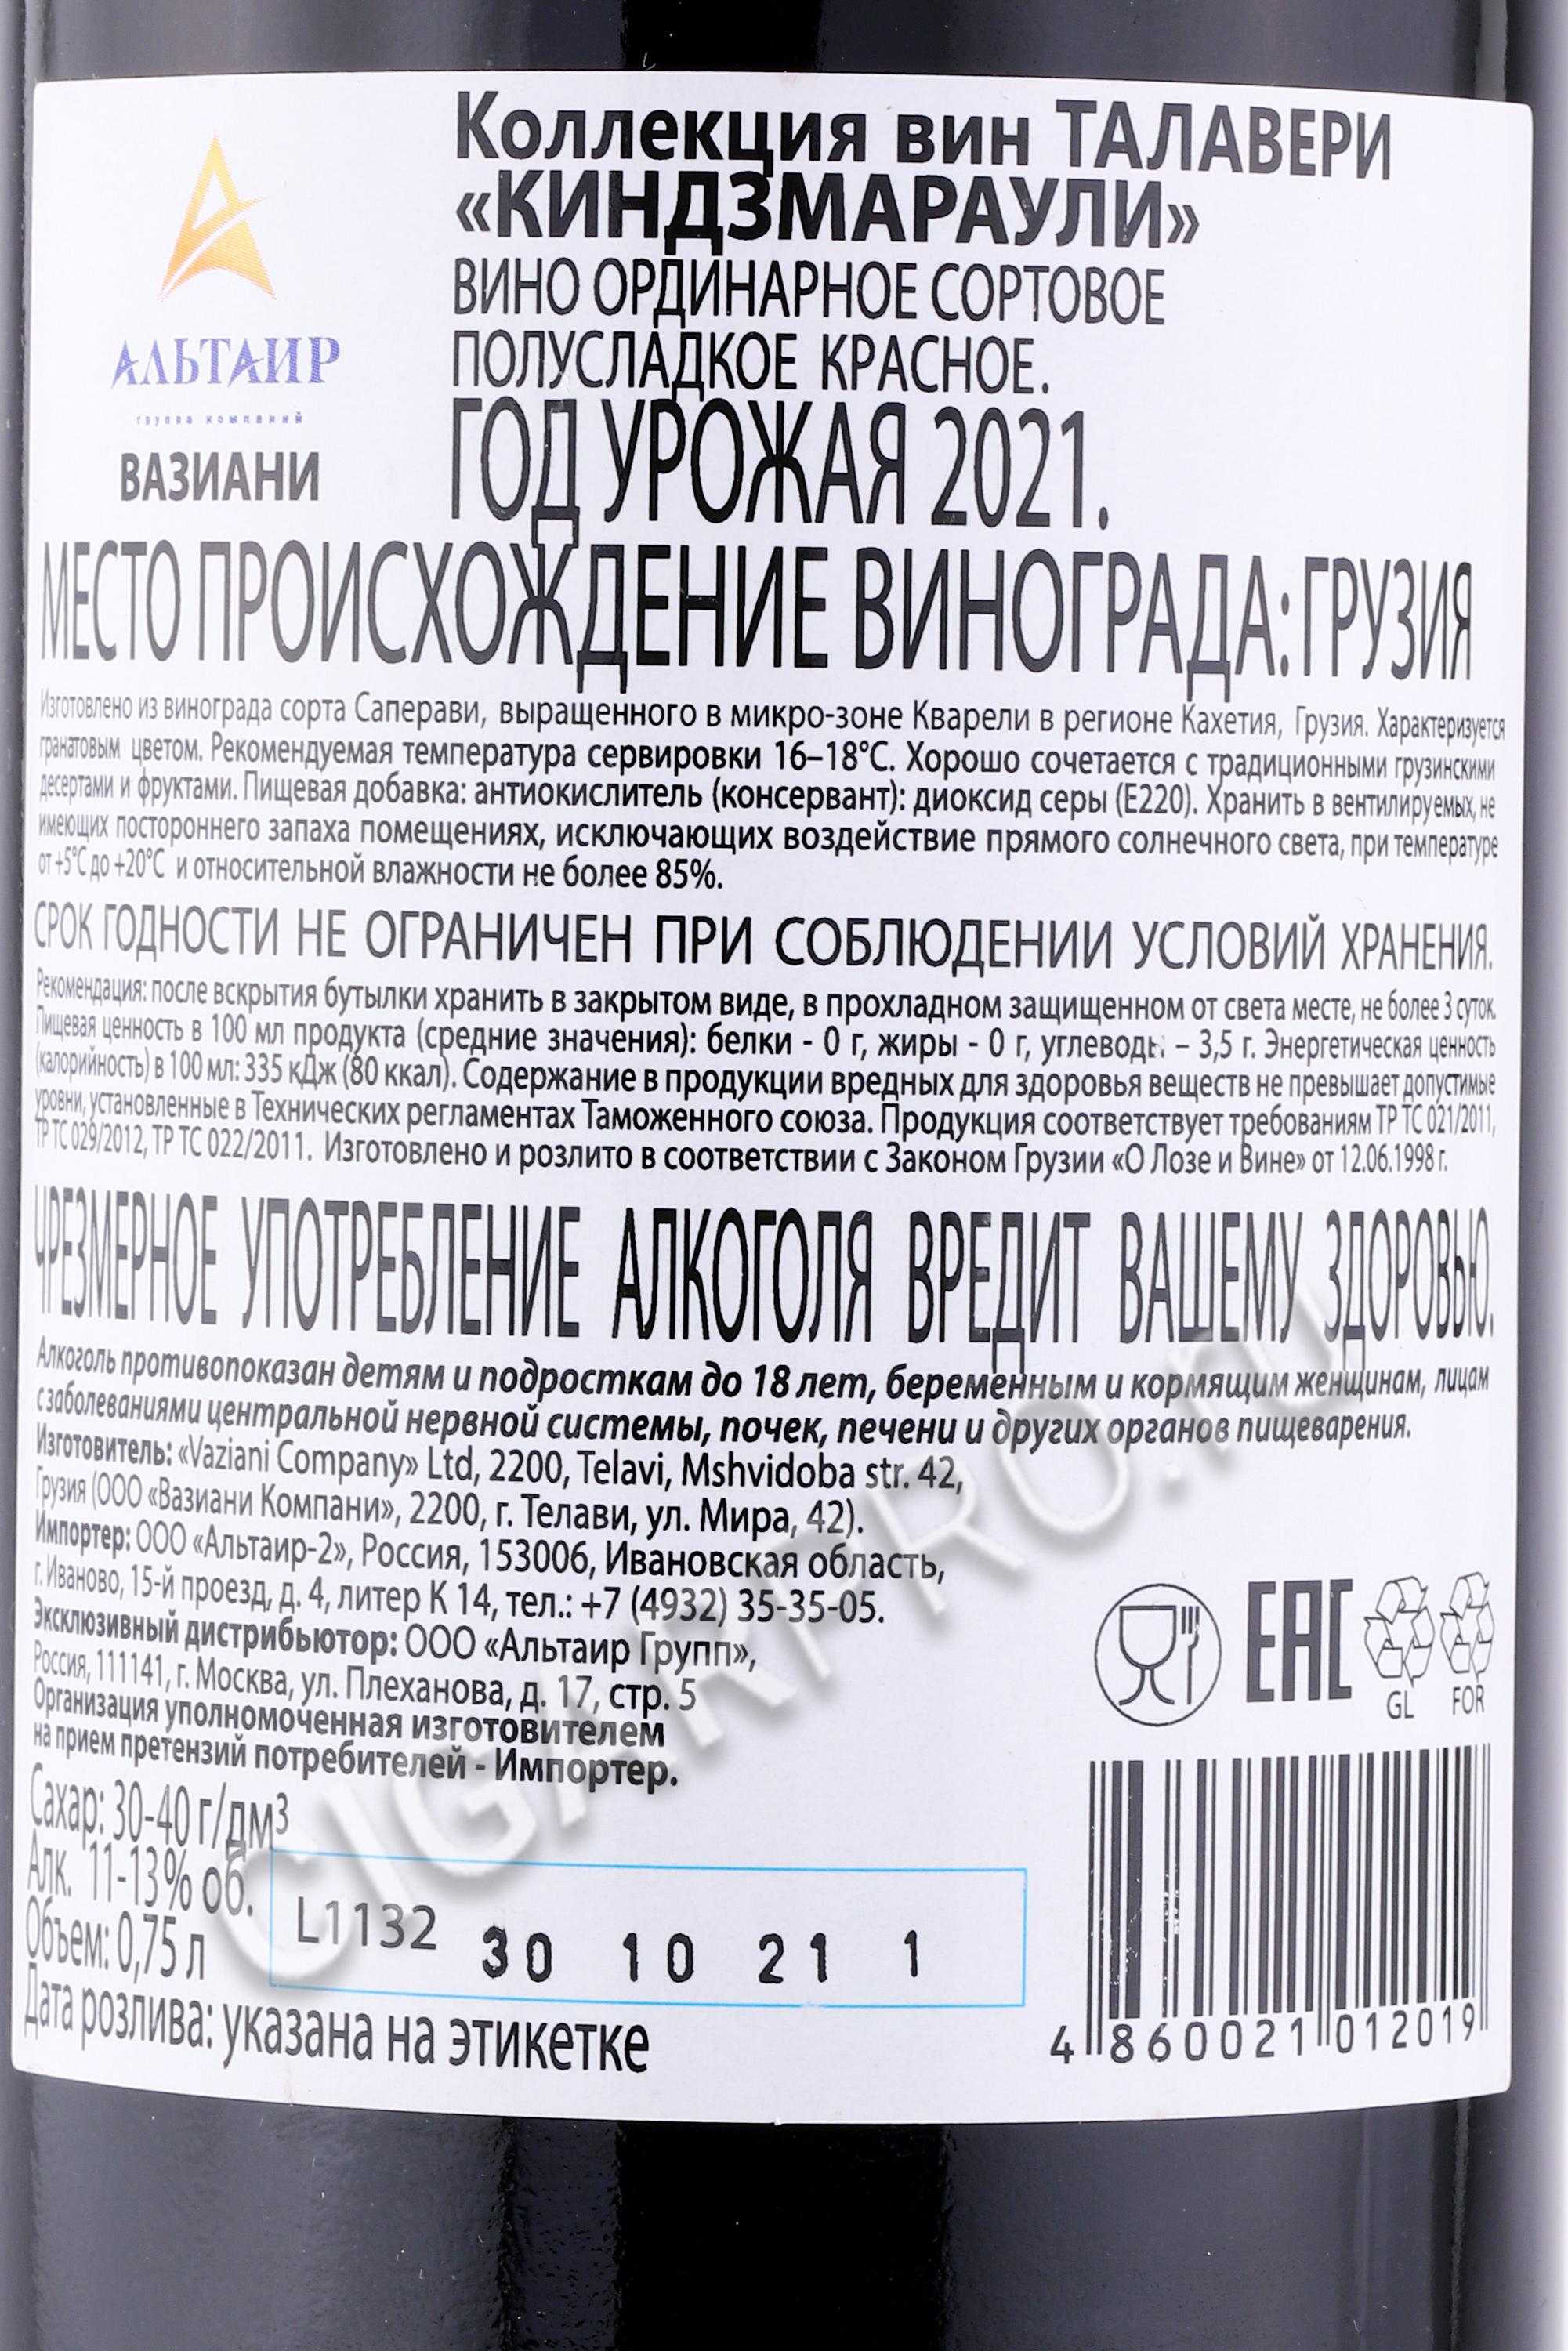 Коллекция вин ТАЛАВЕРИ
«КИНДЗМАРАУЛИ»
ВИНО ОРДИНАРНОЕ СОРТОВОЕ
ПОЛУСЛАДКОЕ КРАСНОЕ.
АЛЬТАИР
группа компаний
ВАЗИАНИ
ГОД УРОЖАЯ 2021.
МЕСТО ПРОИСХОЖДЕНИЕ ВИНОГРАДА: ГРУЗИЯ
Изготовлено из винограда сорта Саперави, выращенного в микро-зоне Кварели в регионе Кахетия, Грузия. Характеризуется
гранатовым цветом. Рекомендуемая температура сервировки 16–18°С. Хорошо сочетается с традиционными грузинскими
десертами и фруктами. Пищевая добавка: антиокислитель (консервант): диоксид серы (Е220). Хранить в вентилируемых, не
имеющих постороннего запаха помещениях, исключающих воздействие прямого солнечного света, при температуре
от +5°С до +20°С и относительной влажности не более 85%.
СРОК ГОДНОСТИ НЕ ОГРАНИЧЕН ПРИ СОБЛЮДЕНИИ УСЛОВИЙ ХРАНЕНИЯ.
Рекомендация: после вскрытия бутылки хранить в закрытом виде, в прохладном защищенном от света месте, не более 3 суток.
Пищевая ценность в 100 мл продукта (средние значения): белки - 0 г, жиры - 0 г, углеводы – 3,5 г. Энергетическая ценность
(калорийность) в 100 мл: 335 кДж (80 ккал). Содержание в продукции вредных для здоровья веществ не превышает допустимые
уровни, установленные в Технических регламентах Таможенного союза. Продукция соответствует требованиям ТР ТС 021/2011,
ТР ТС 029/2012, ТР ТС 022/2011. Изготовлено и розлито в соответствии с Законом Грузии «О Лозе и Вине» от 12.06.1998 г.
ЧРЕЗМЕРНОЕ УПОТРЕБЛЕНИЕ АЛКОГОЛЯ ВРЕДИТ ВАШЕМУ ЗДОРОВЬЮ.
Алкоголь противопоказан детям и подросткам до 18 лет, беременным и кормящим женщинам, лицам
с заболеваниями центральной нервной системы, почек, печени и других органов пищеварения.
Изготовитель: «Vaziani Company» Ltd, 2200, Telavi, Mshvidoba str. 42,
Грузия (ООО «Вазиани Компани», 2200, г. Телави, ул. Мира, 42).
Импортер: ООО «Альтаир-2», Россия, 153006, Ивановская область,
г. Иваново, 15-й проезд, д. 4, литер К 14, тел.: +7 (4932) 35-35-05.
Эксклюзивный дистрибьютор: ООО «Альтаир Групп»,
Россия, 111141, г. Москва, ул. Плеханова, д. 17, стр. 5
Организация уполномоченная изготовителем
на прием претензий потребителей - Импортер.
EAC
GL FOR
Сахар: 30-40 г/дм³
Алк. 11-13% об.
Объем: 0,75 л
L1132 30 10 21 1
Дата розлива: указана на этикетке
4 860021 012019
CIGARPRO.ru